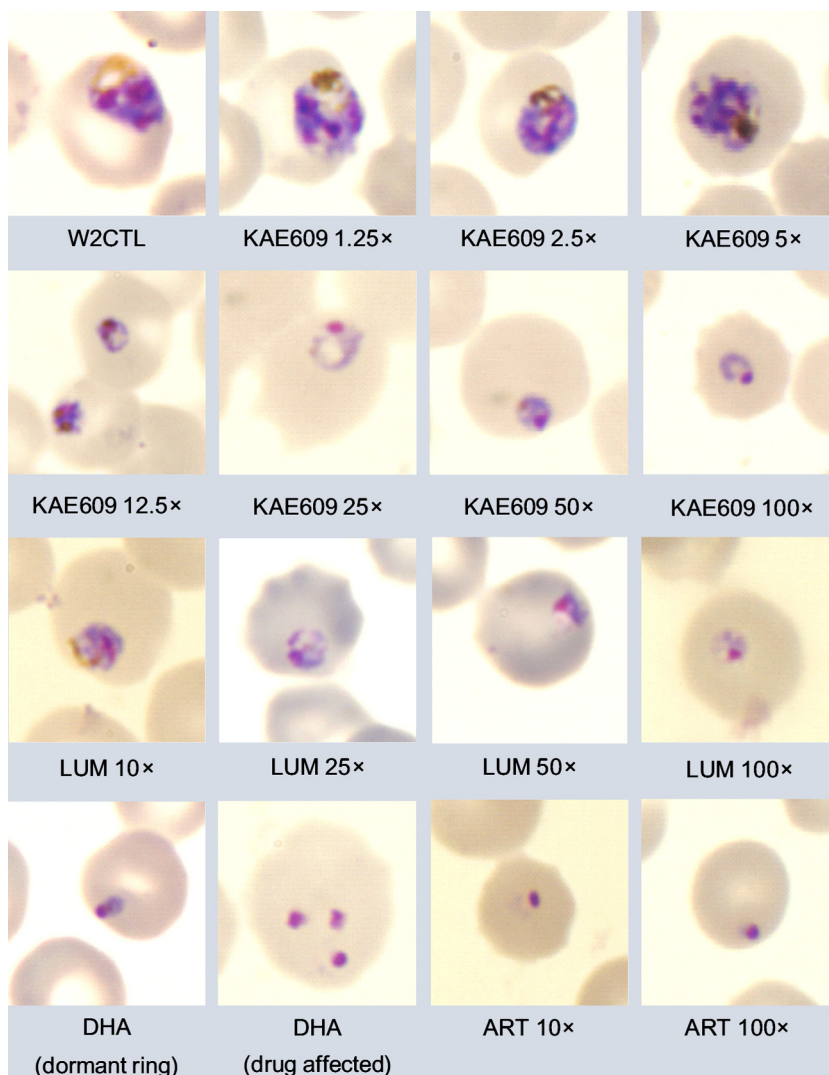 W2CTL
KAE609 1.25×
KAE609 2.5×
KAE609 5×
KAE609 12.5×
KAE609 25×
KAE609 50×
KAE609 100×
LUM 10×
LUM 25×
LUM 50×
LUM 100×
DHA
(dormant ring)
DHA
(drug affected)
ART 10×
ART 100×